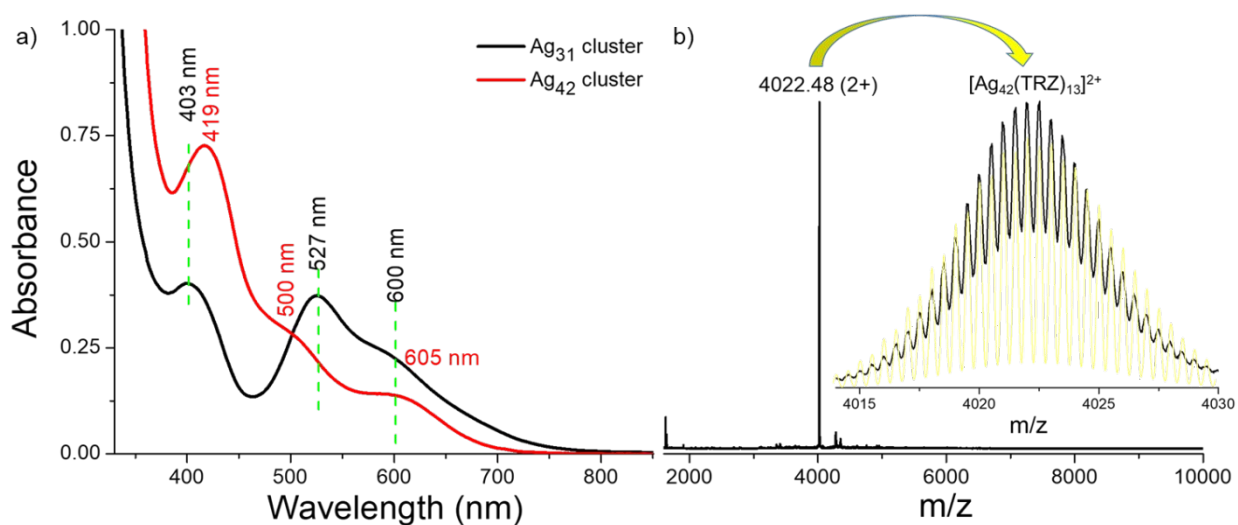 a)
Absorbance
1.00
0.75
0.50
0.25
0.00
Ag31 cluster
Ag42 cluster
403 nm
419 nm
500 nm
527 nm
600 nm
605 nm
400
500
600
700
800
Wavelength (nm)
b)
4022.48 (2+)
[Ag42(TRZ)13]2+
4015
4020
4025
4030
m/z
2000
4000
6000
8000
10000
m/z